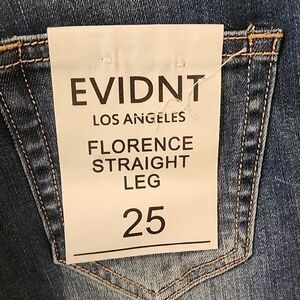 EVIDNT
LOS ANGELES
FLORENCE
STRAIGHT
LEG
25